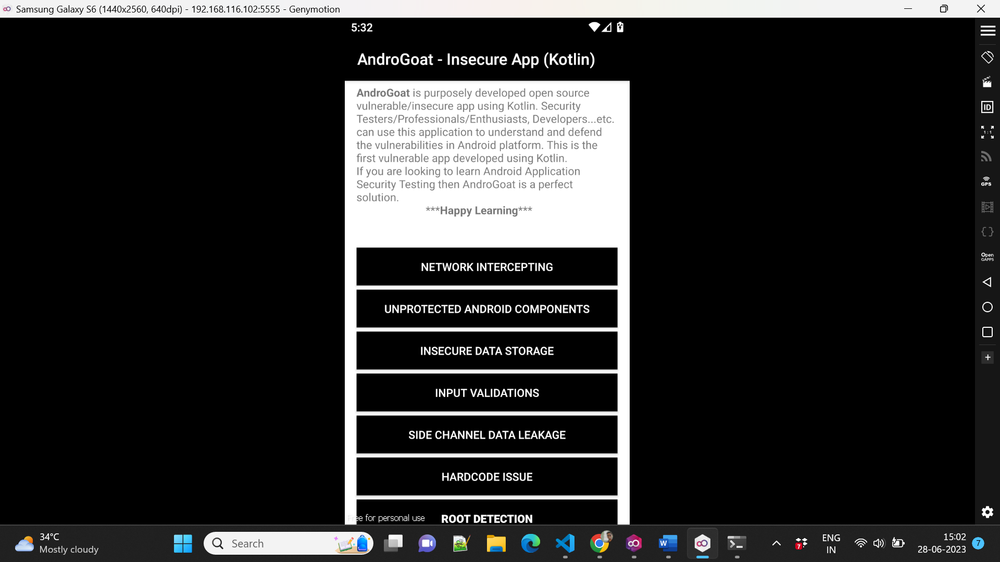 Samsung Galaxy S6 (1440x2560, 640dpi) - 192.168.116.102:5555 - Genymotion
5:32
AndroGoat - Insecure App (Kotlin)
AndroGoat is purposely developed open source
vulnerable/insecure app using Kotlin. Security
Testers/Professionals/Enthusiasts, Developers...etc.
can use this application to understand and defend
the vulnerabilities in Android platform. This is the
first vulnerable app developed using Kotlin.
If you are looking to learn Android Application
Security Testing then AndroGoat is a perfect
solution.
***Happy Learning***
NETWORK INTERCEPTING
UNPROTECTED ANDROID COMPONENTS
INSECURE DATA STORAGE
INPUT VALIDATIONS
SIDE CHANNEL DATA LEAKAGE
HARDCODE ISSUE
ROOT DETECTION
Free for personal use
ID
1:1
GPS
Open
GAPPS
34°C
Mostly cloudy
Search
W
7
ENG
IN
15:02
28-06-2023
7